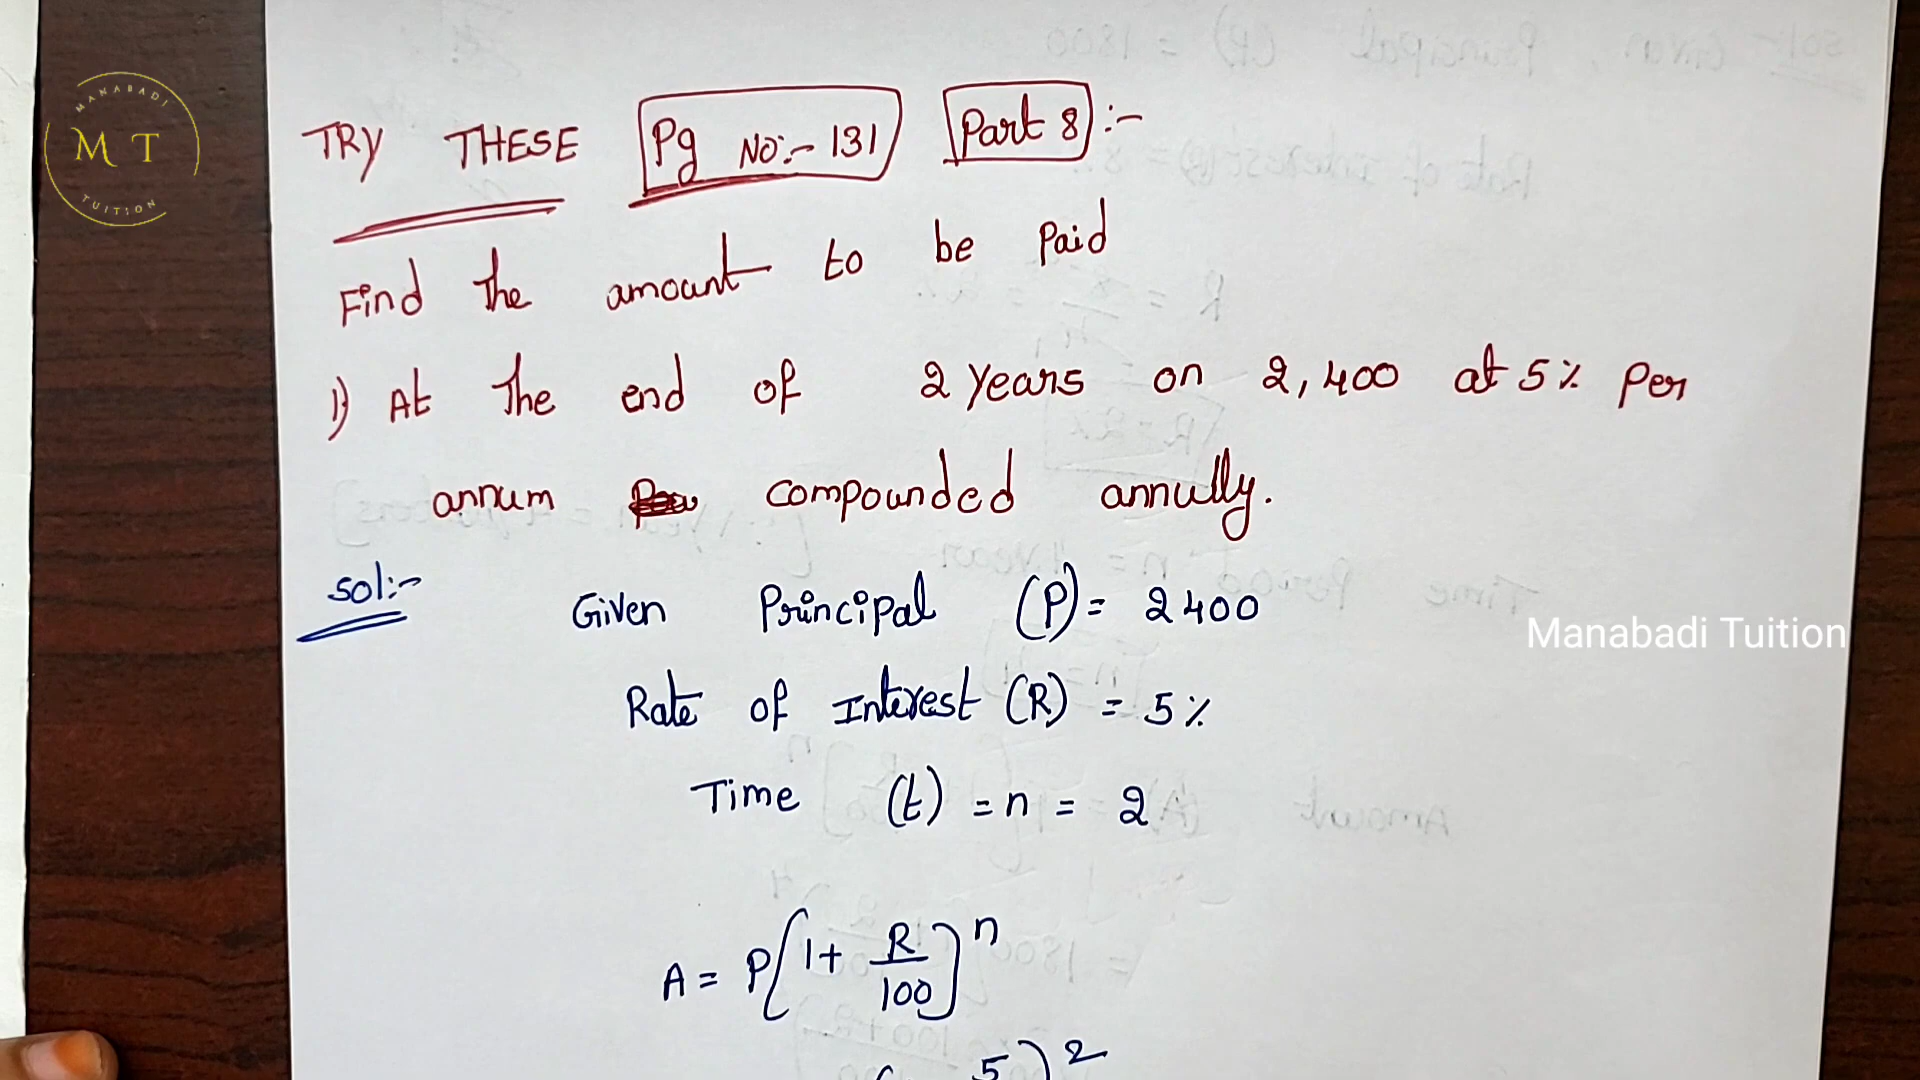 MANABADI
M T
TUITION
TRY THESE Pg NO:- 131 Part 8 :-
Find the amount to be Paid
1) At the end of 2 years on 2,400 at 5% Per
annum compounded annully.
Sol:- Given Principal (P) = 2400
Manabadi Tuition
Rate of Interest (R) = 5%
Time (t) = n = 2
A = P[1+ R/100]^n
5)^2